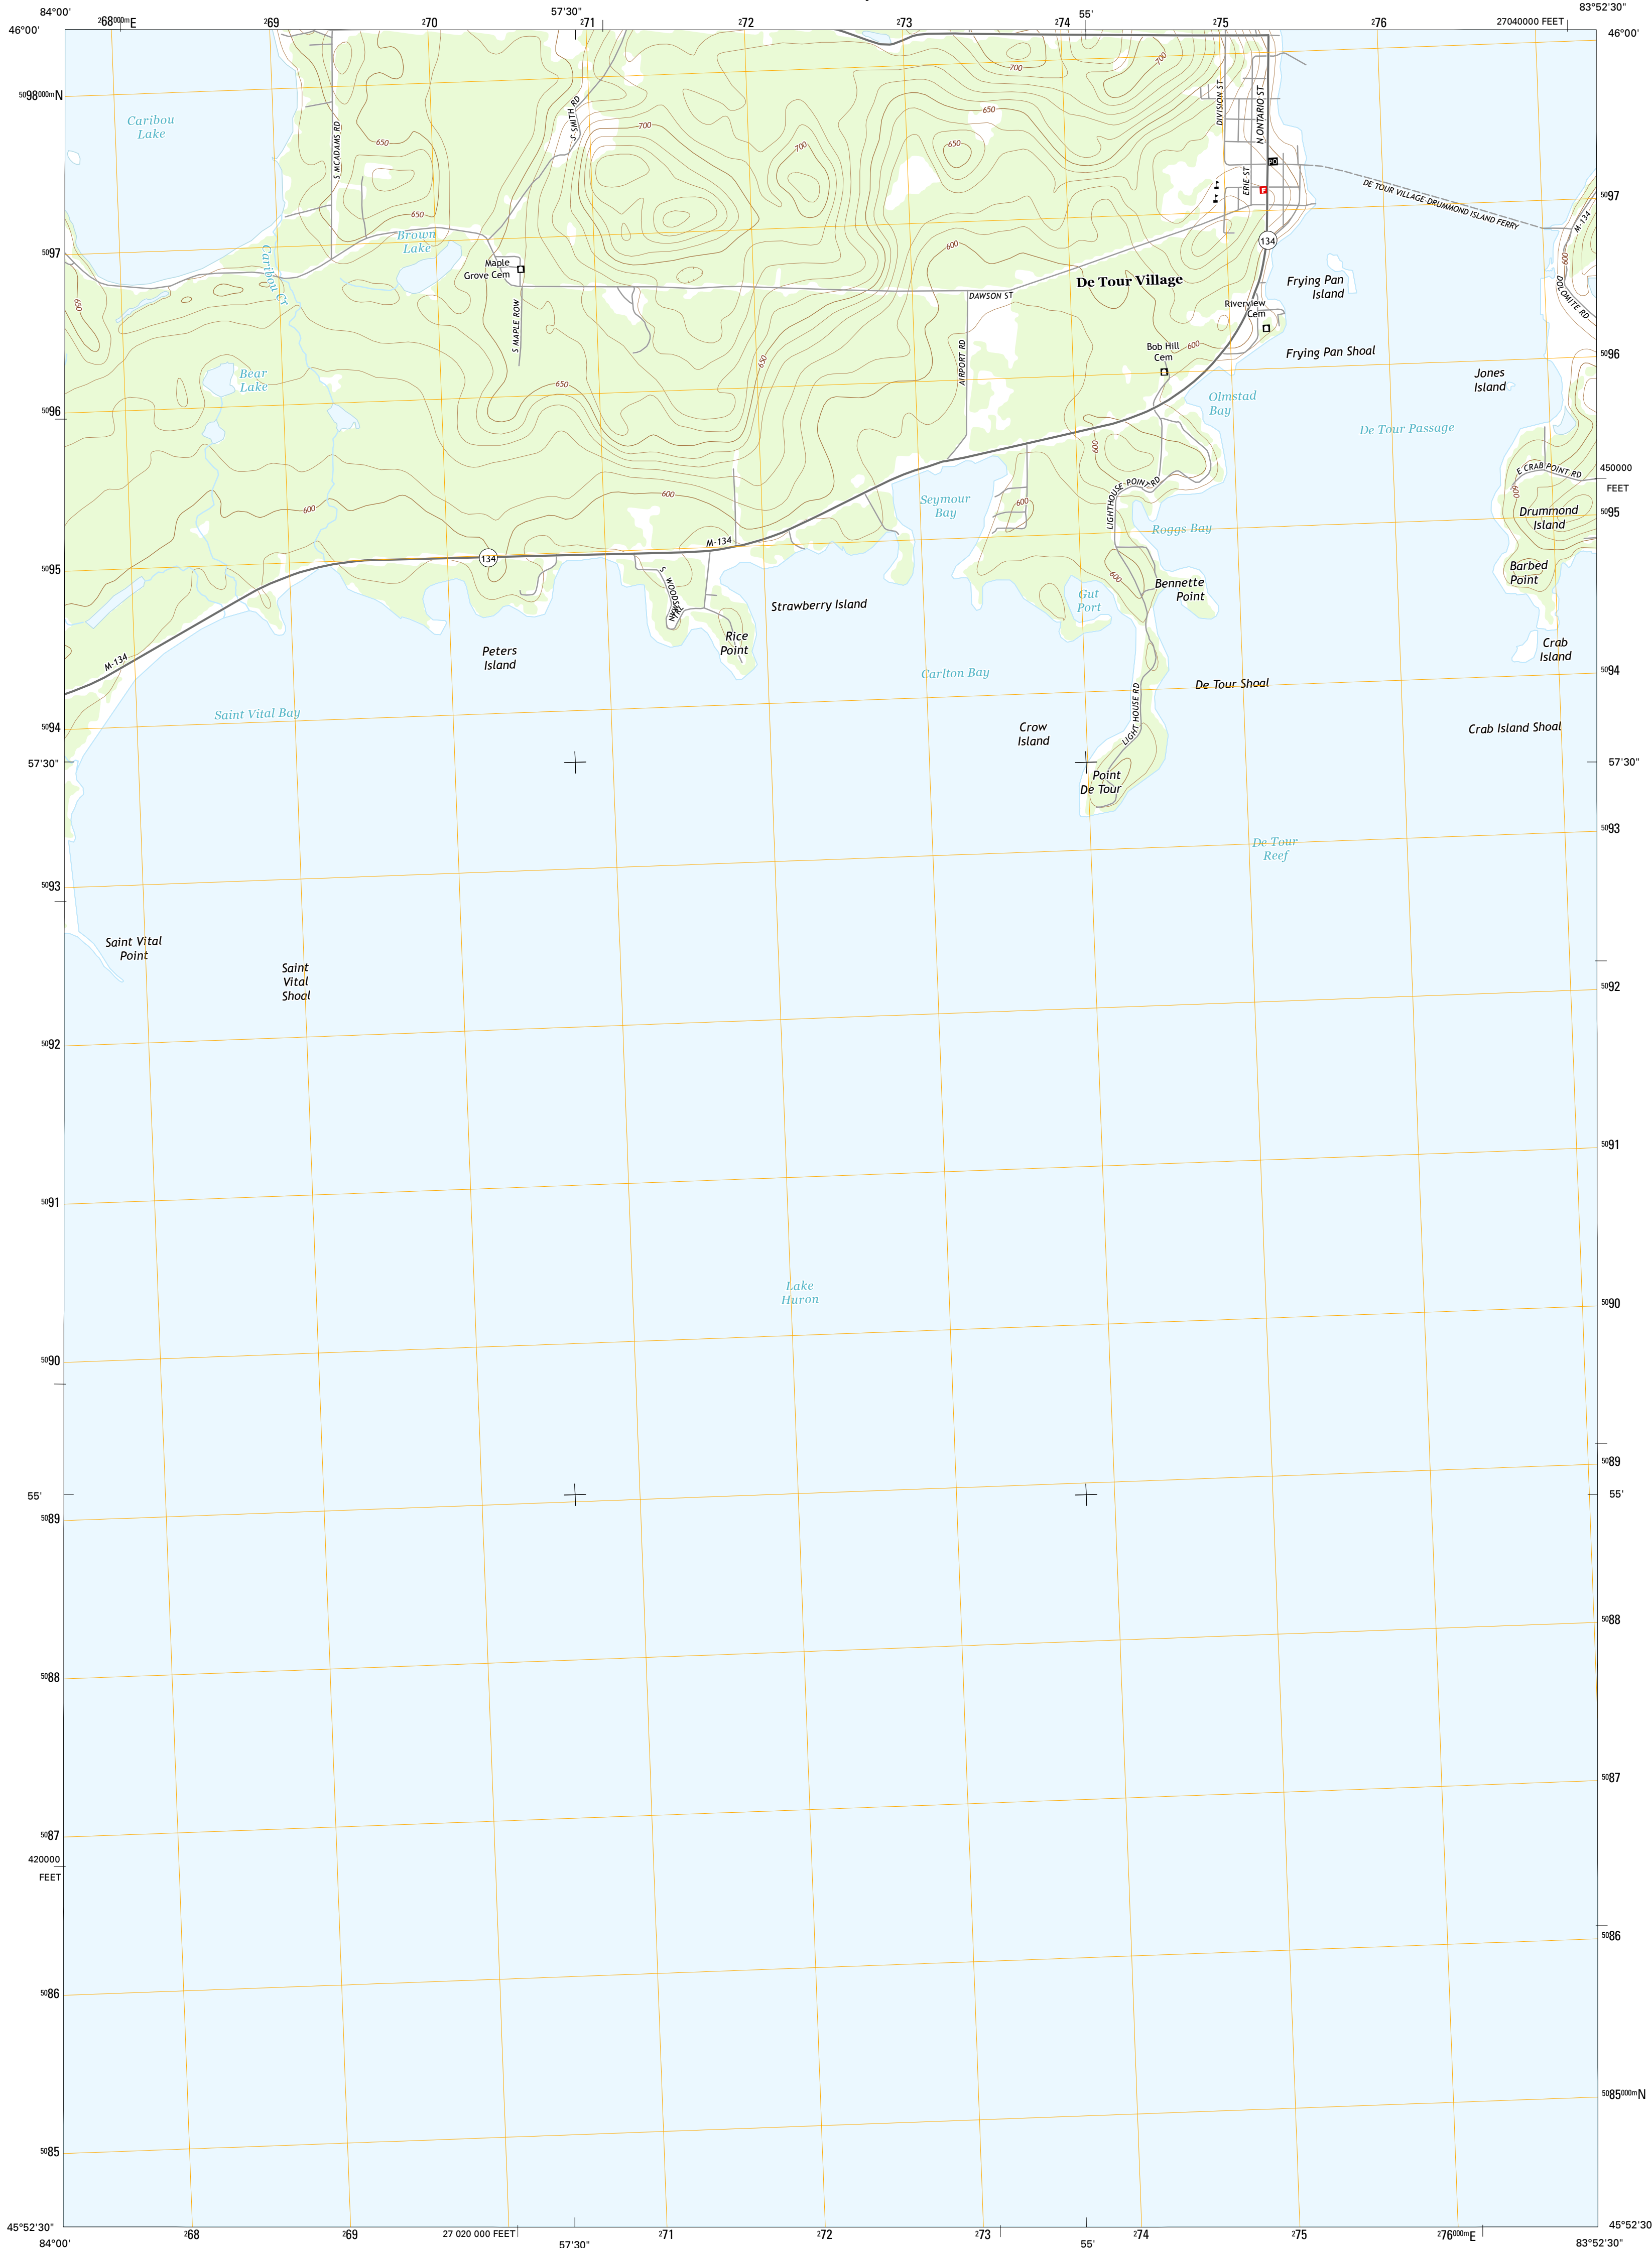 84°00'
²68⁰⁰⁰ᵐE
²69
²70
57'30"
²71
²72
²73
²74
55'
²75
²76
27040000 FEET
83°52'30"
46°00'
46°00'
⁵⁰98⁰⁰⁰ᵐN
Caribou
Lake
S MCADAMS RD
650
S SMITH RD
700
700
650
650
700
700
DIVISION ST
N ONTARIO ST
PO
ERIE ST
F
DE TOUR VILLAGE-DRUMMOND ISLAND FERRY
M-134
⁵⁰97
600
DOLOMITE RD
⁵⁰97
650
Caribou Cr
650
Brown
Lake
Maple
Grove Cem
S MAPLE ROW
600
134
De Tour Village
DAWSON ST
AIRPORT RD
Riverview
Cem
Frying Pan
Island
Frying Pan Shoal
600
Bob Hill
Cem
Jones
Island
⁵⁰96
Bear
Lake
650
650
⁵⁰96
Olmstad
Bay
De Tour Passage
600
E CRAB POINT RD
600
450000
FEET
600
600
Seymour
Bay
600
LIGHTHOUSE POINT RD
Roggs Bay
Drummond
Island
⁵⁰95
134
M-134
⁵⁰95
S WOODSEY TRL
Rice
Point
Strawberry Island
600
Gut
Port
Bennette
Point
Barbed
Point
Crab
Island
M-134
Peters
Island
Carlton Bay
De Tour Shoal
⁵⁰94
Saint Vital Bay
⁵⁰94
Crow
Island
LIGHT HOUSE RD
Crab Island Shoal
57'30"
57'30"
Point
De Tour
⁵⁰93
De Tour
Reef
⁵⁰93
Saint Vital
Point
Saint
Vital
Shoal
⁵⁰92
⁵⁰92
⁵⁰91
⁵⁰91
Lake
Huron
⁵⁰90
⁵⁰90
⁵⁰89
55'
55'
⁵⁰89
⁵⁰88
⁵⁰88
⁵⁰87
⁵⁰87
420000
FEET
⁵⁰86
⁵⁰86
⁵⁰85⁰⁰⁰ᵐN
⁵⁰85
45°52'30"
45°52'30
84°00'
²68
²69
27 020 000 FEET
57'30"
²71
²72
²73
55'
²74
²75
²76⁰⁰⁰ᵐE
83°52'30"